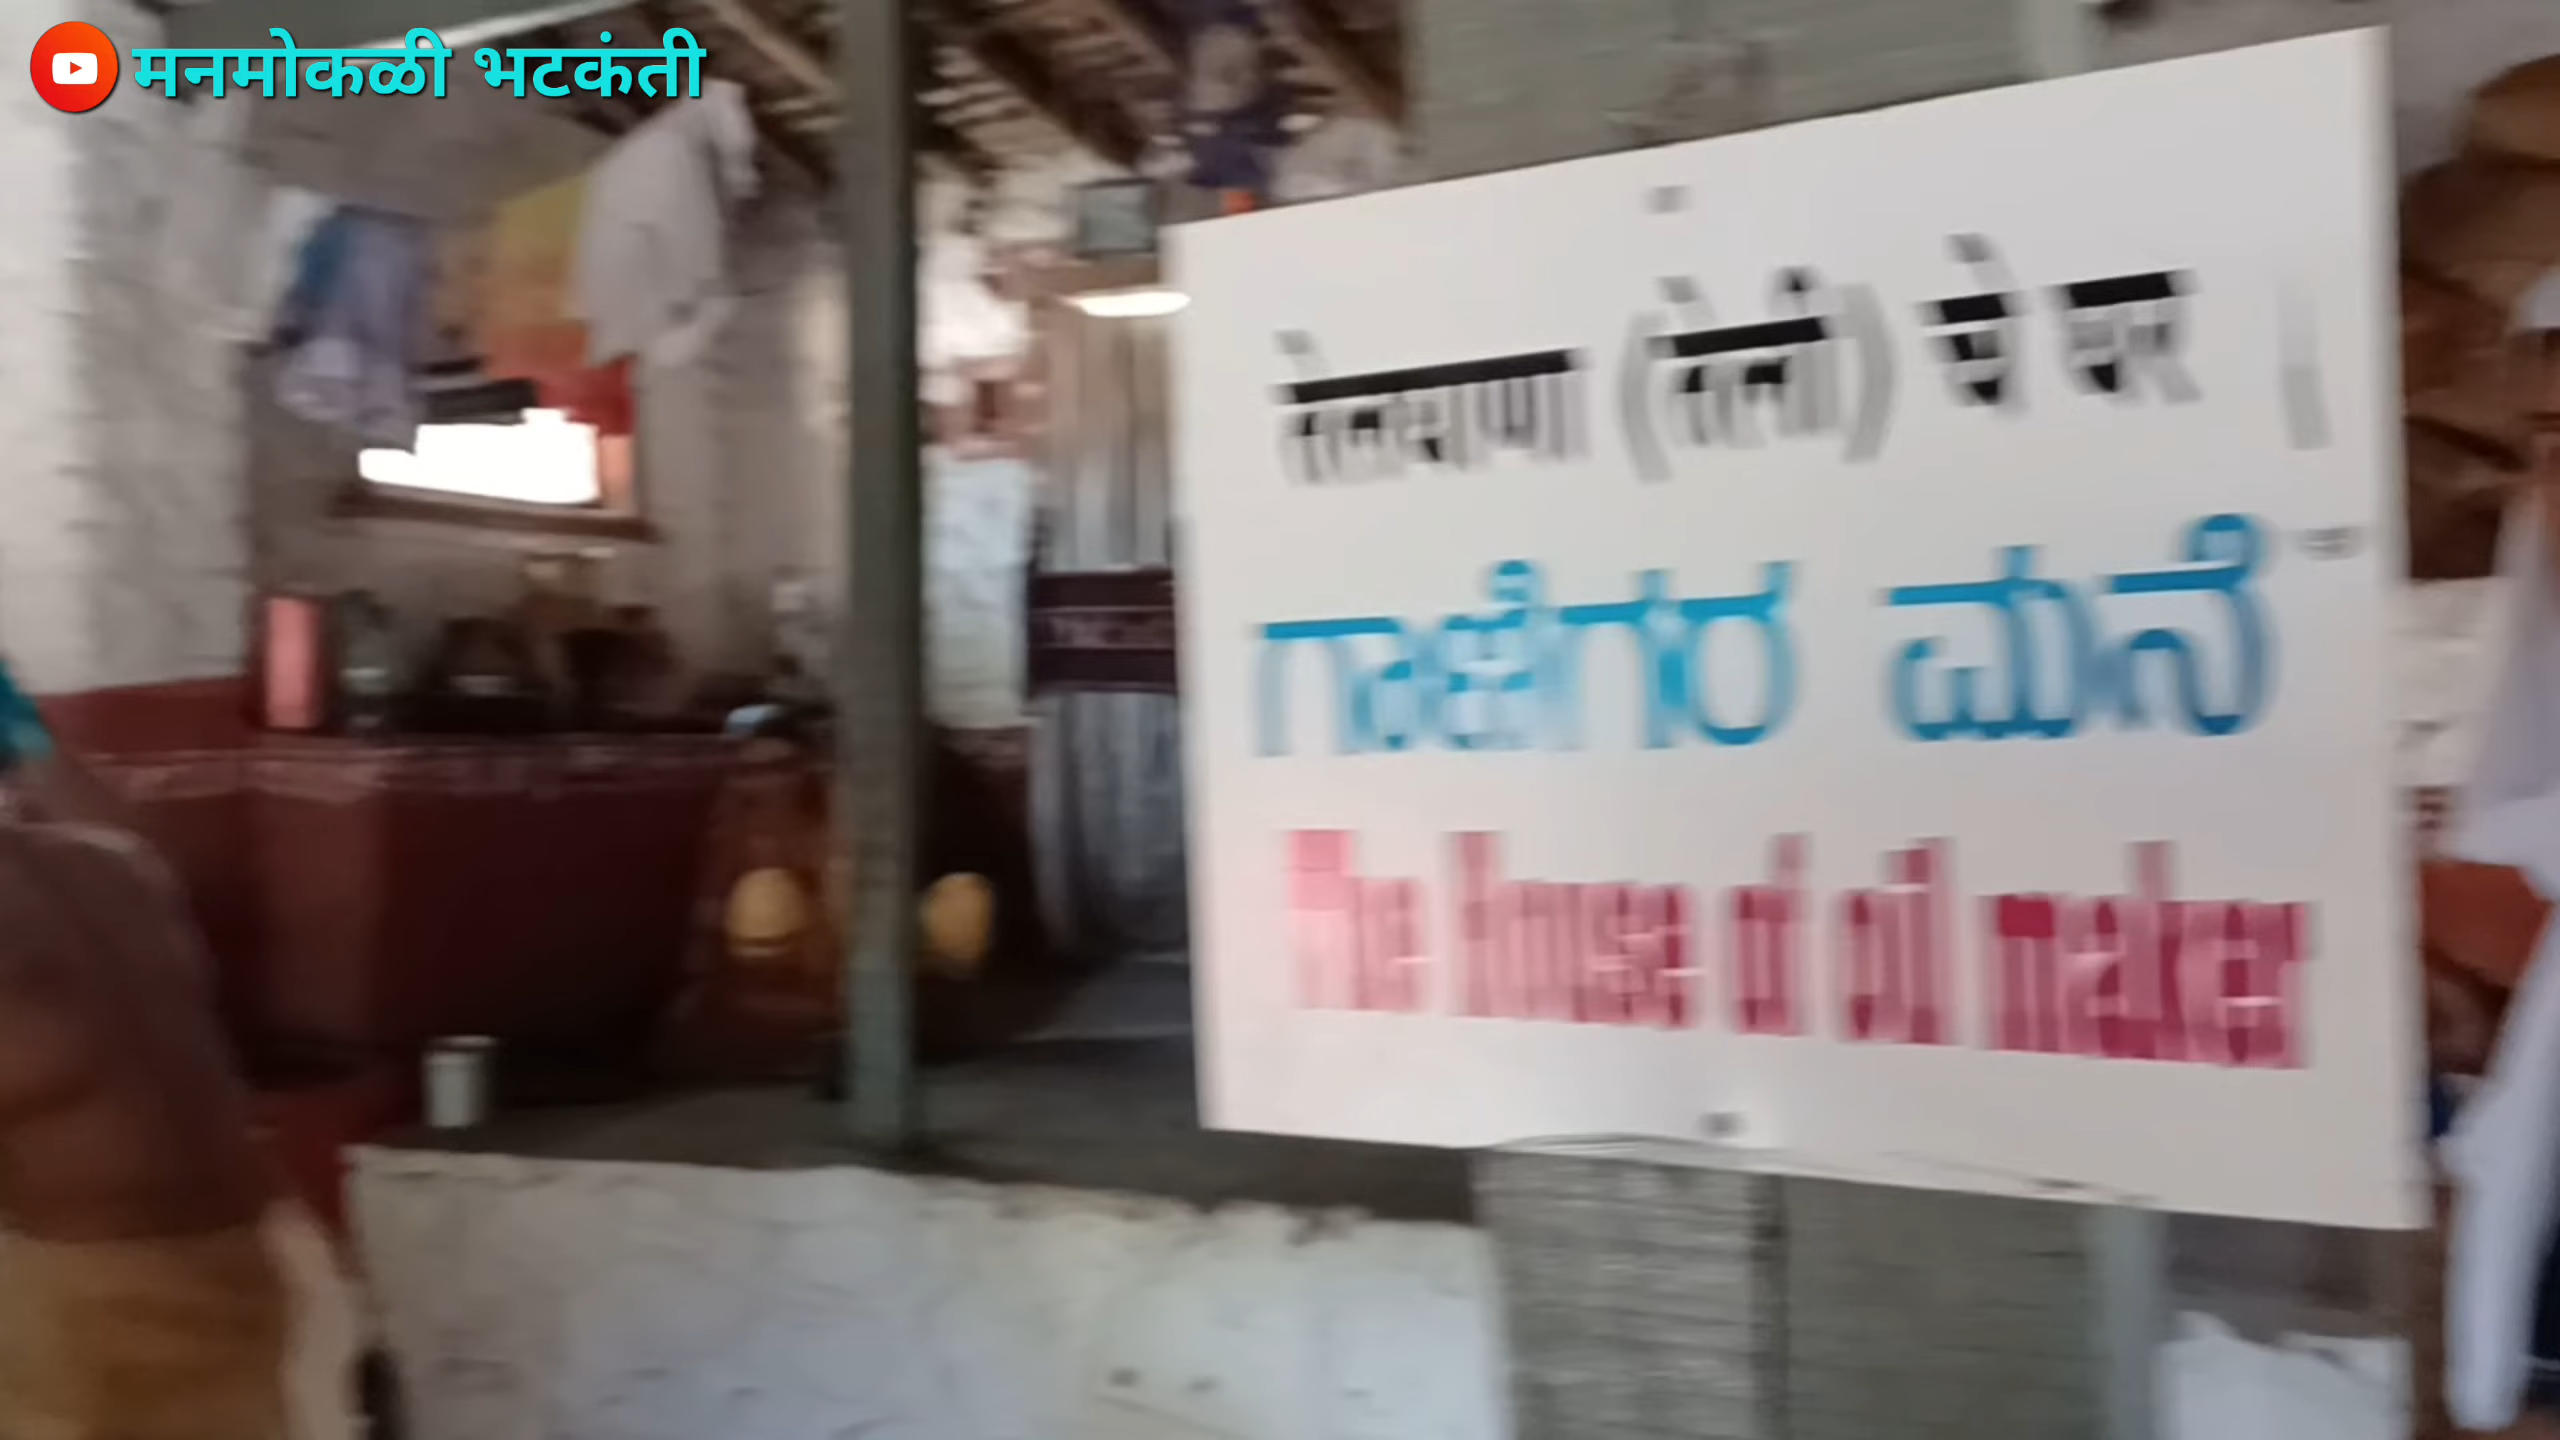 मनमोकळी भटकंती
(तेली) चे घर
ಗಾಣಿಗರ ಮನೆ
The house of oil maker